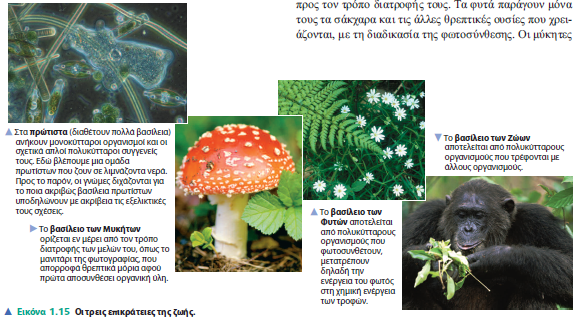 προς τον τρόπο διατροφής τους. Τα φυτά παράγουν μόνα
τους τα σάκχαρα και τις άλλες θρεπτικές ουσίες που χρει-
άζονται, με τη διαδικασία της φωτοσύνθεσης. Οι μύκητες
▲ Στα πρώτιστα (διαθέτουν πολλά βασίλεια)
ανήκουν μονοκύτταροι οργανισμοί και οι
σχετικά απλοί πολυκύτταροι συγγενείς
τους. Εδώ βλέπουμε μια ομάδα
πρωτίστων που ζουν σε λιμνάζοντα νερά.
Προς το παρόν, οι γνώμες διχάζονται για
το ποια ακριβώς βασίλεια πρωτίστων
υποδηλώνουν με ακρίβεια τις εξελικτικές
τους σχέσεις.
▶ Το βασίλειο των Μυκήτων
ορίζεται εν μέρει από τον τρόπο
διατροφής των μελών του, όπως το
μανιτάρι της φωτογραφίας, που
απορροφά θρεπτικά μόρια αφού
πρώτα αποσυνθέσει οργανική ύλη.
▲ Το βασίλειο των
Φυτών αποτελείται
από πολυκύτταρους
οργανισμούς που
φωτοσυνθέτουν,
μετατρέπουν
δηλαδή την
ενέργεια του φωτός
στη χημική ενέργεια
των τροφών.
▼ Το βασίλειο των Ζώων
αποτελείται από πολυκύτταρους
οργανισμούς που τρέφονται με
άλλους οργανισμούς.
▲ Εικόνα 1.15 Οι τρεις επικράτειες της ζωής.